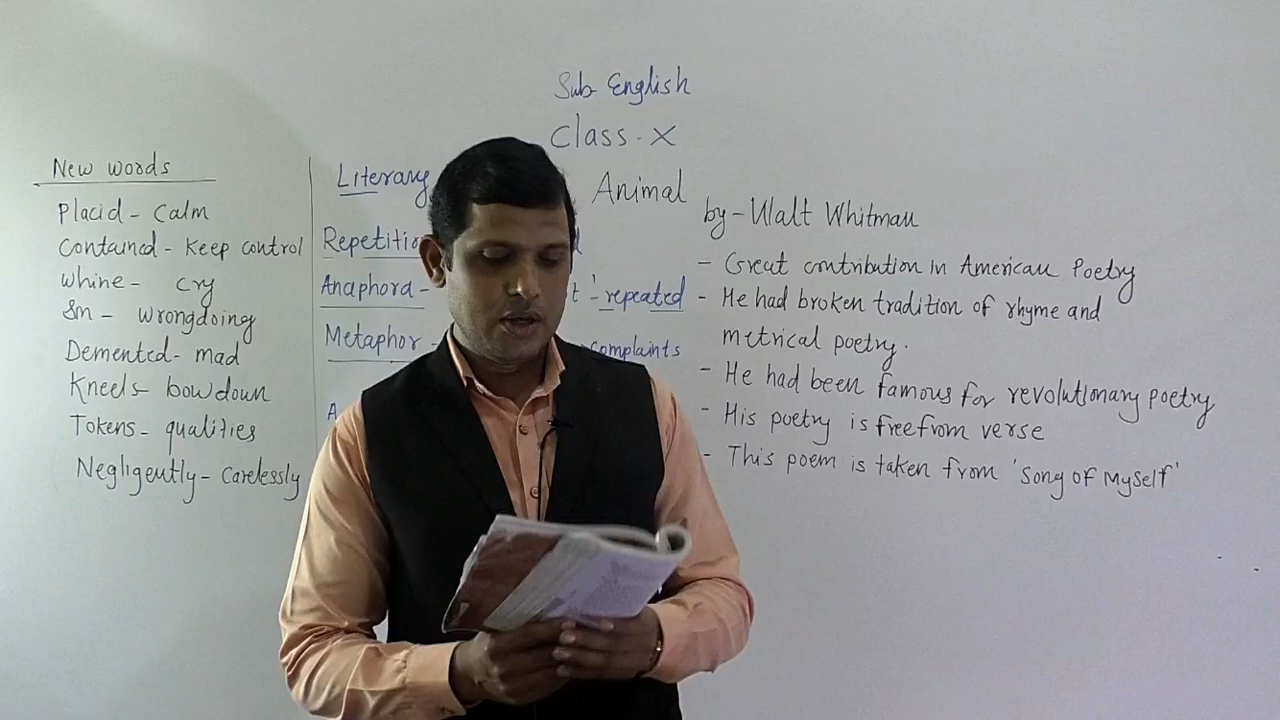 Sub- English
Class - X
Animal
New words
Placid - Calm
Contained - Keep control
Whine - cry
Sin - wrongdoing
Demented - mad
Kneels - bowdown
Tokens - qualities
Negligently - Carelessly
Literary
Repetitio
Anaphora - t 'repeated
Metaphor - complaints
A
by - Walt Whitman
- Great contribution in American Poetry
- He had broken tradition of rhyme and
metrical poetry.
- He had been famous for revolutionary poetry
- His poetry is freefrom verse
- This poem is taken from 'song of Myself'